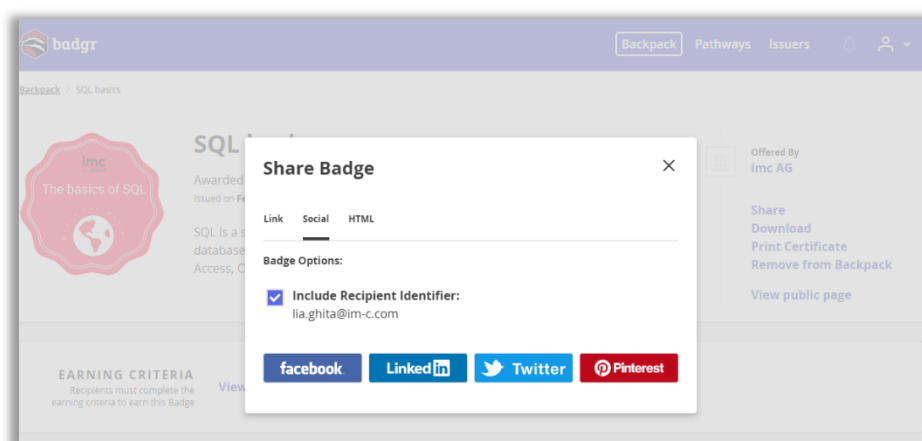 badgr
Backpack Pathways Issuers
Backpack / SQL basics
imc
The basics of SQL
SQL
Awarded
Issued on Fe
SQL is a s
database
Access, O
Share Badge
Link Social HTML
Badge Options:
Include Recipient Identifier:
lia.ghita@im-c.com
facebook
Linked in
Twitter
Pinterest
Offered By
imc AG
Share
Download
Print Certificate
Remove from Backpack
View public page
EARNING CRITERIA
Recipients must complete the
earning criteria to earn this Badge
View